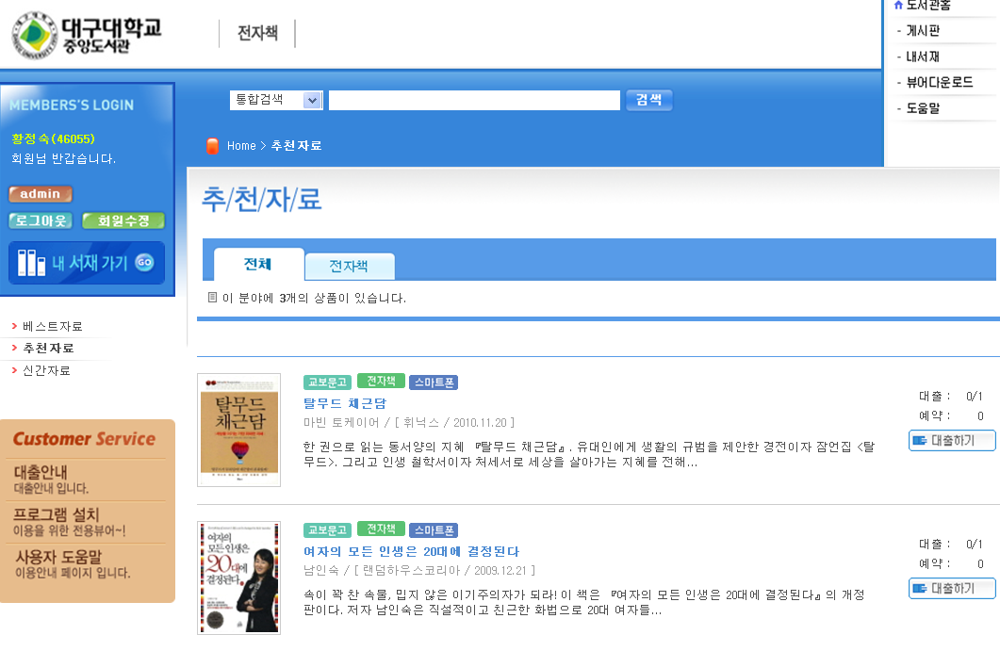 대구대학교
중앙도서관
전자책
도서관홈
- 게시판
- 내서재
- 뷰어다운로드
- 도움말
MEMBERS'S LOGIN
황정숙(46055)
회원님 반갑습니다.
admin
로그아웃 회원수정
내 서재 가기 GO
통합검색 검색
Home > 추천자료
추/천/자/료
전체 전자책
이 분야에 3개의 상품이 있습니다.
베스트자료
추천자료
신간자료
Customer Service
대출안내
대출안내 입니다.
프로그램 설치
이용을 위한 전용뷰어~!
사용자 도움말
이용안내 페이지 입니다.
탈무드
채근담
교보문고 전자책 스마트폰
탈무드 채근담
마빈 토케이어 / [ 휘닉스 / 2010.11.20 ]
한 권으로 읽는 동서양의 지혜 『탈무드 채근담』. 유대인에게 생활의 규범을 제안한 경전이자 잠언집 <탈
무드>. 그리고 인생 철학서이자 처세서로 세상을 살아가는 지혜를 전해...
대출 : 0/1
예약 : 0
대출하기
여자의
모든 인생은
20대에
결정된다
교보문고 전자책 스마트폰
여자의 모든 인생은 20대에 결정된다
남인숙 / [ 랜덤하우스코리아 / 2009.12.21 ]
속이 꽉 찬 속물, 밉지 않은 이기주의자가 되라! 이 책은 『여자의 모든 인생은 20대에 결정된다』의 개정
판이다. 저자 남인숙은 직설적이고 친근한 화법으로 20대 여자들...
대출 : 0/1
예약 : 0
대출하기